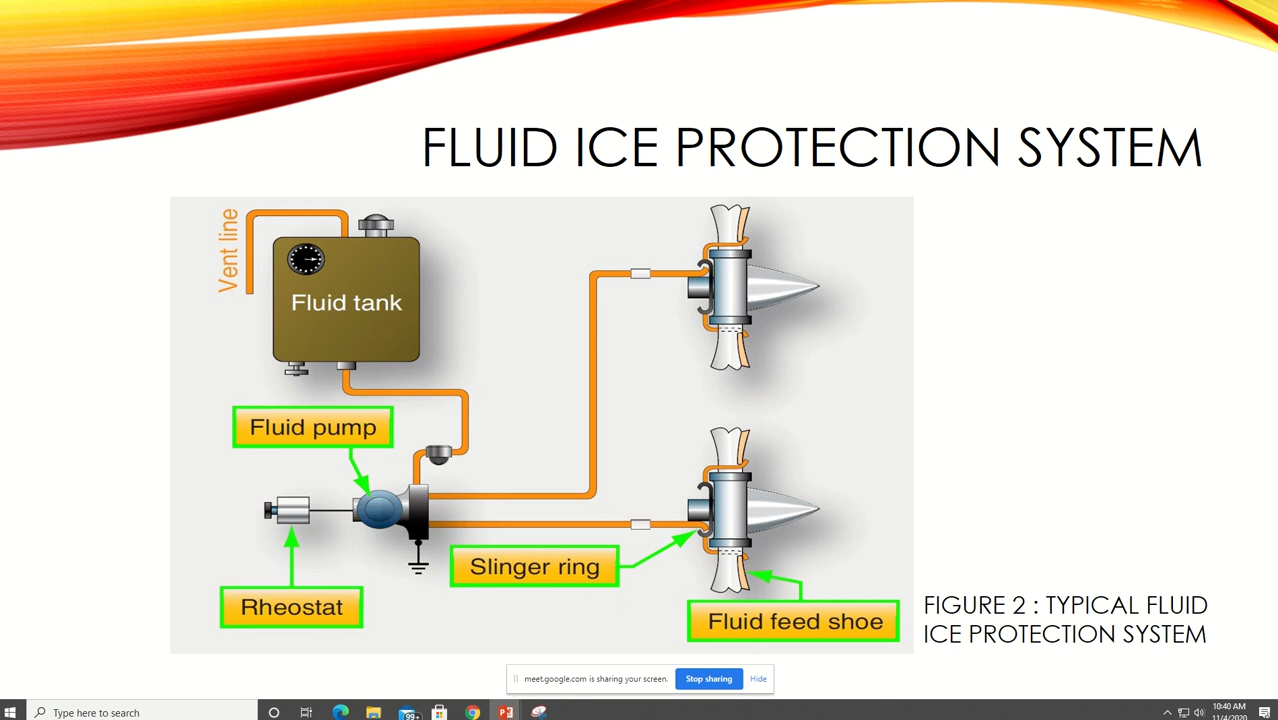 FLUID ICE PROTECTION SYSTEM
Vent line
Fluid tank
Fluid pump
Slinger ring
Rheostat
Fluid feed shoe
FIGURE 2 : TYPICAL FLUID
ICE PROTECTION SYSTEM
meet.google.com is sharing your screen.
Stop sharing
Hide
Type here to search
99+
10:40 AM
11/4/2020